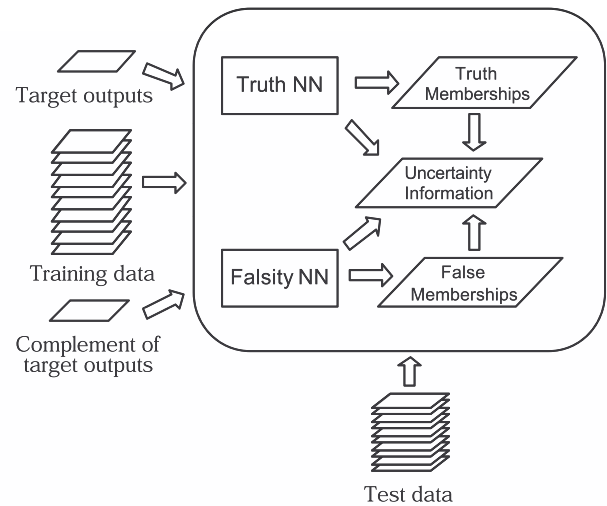 Target outputs
Truth NN
Truth
Memberships
Training data
Uncertainty
Information
Falsity NN
False
Memberships
Complement of
target outputs
Test data